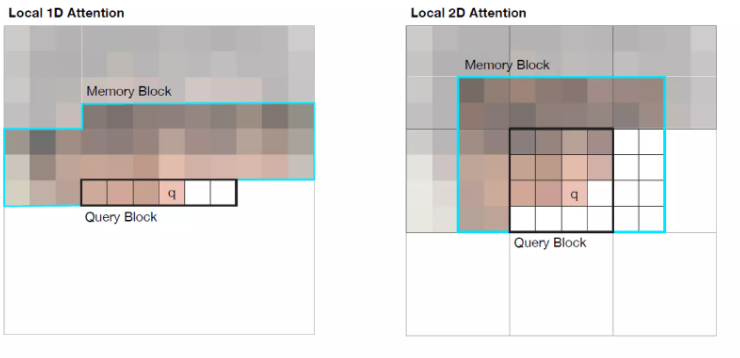 Local 1D Attention
Memory Block
q
Query Block
Local 2D Attention
Memory Block
q
Query Block